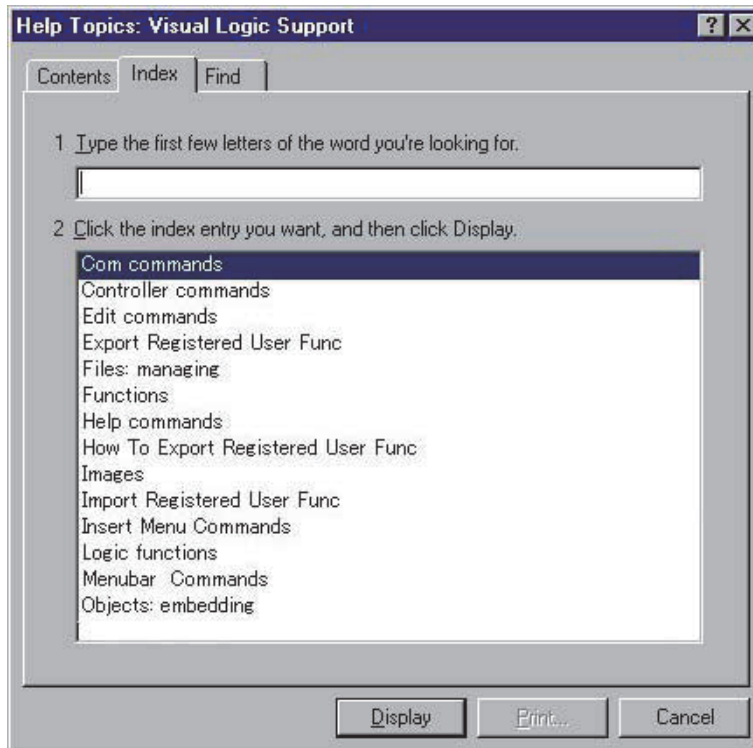 Help Topics: Visual Logic Support
Contents Index Find
1 Type the first few letters of the word you're looking for.
2 Click the index entry you want, and then click Display.
Com commands
Controller commands
Edit commands
Export Registered User Func
Files: managing
Functions
Help commands
How To Export Registered User Func
Images
Import Registered User Func
Insert Menu Commands
Logic functions
Menubar Commands
Objects: embedding
Display Print... Cancel